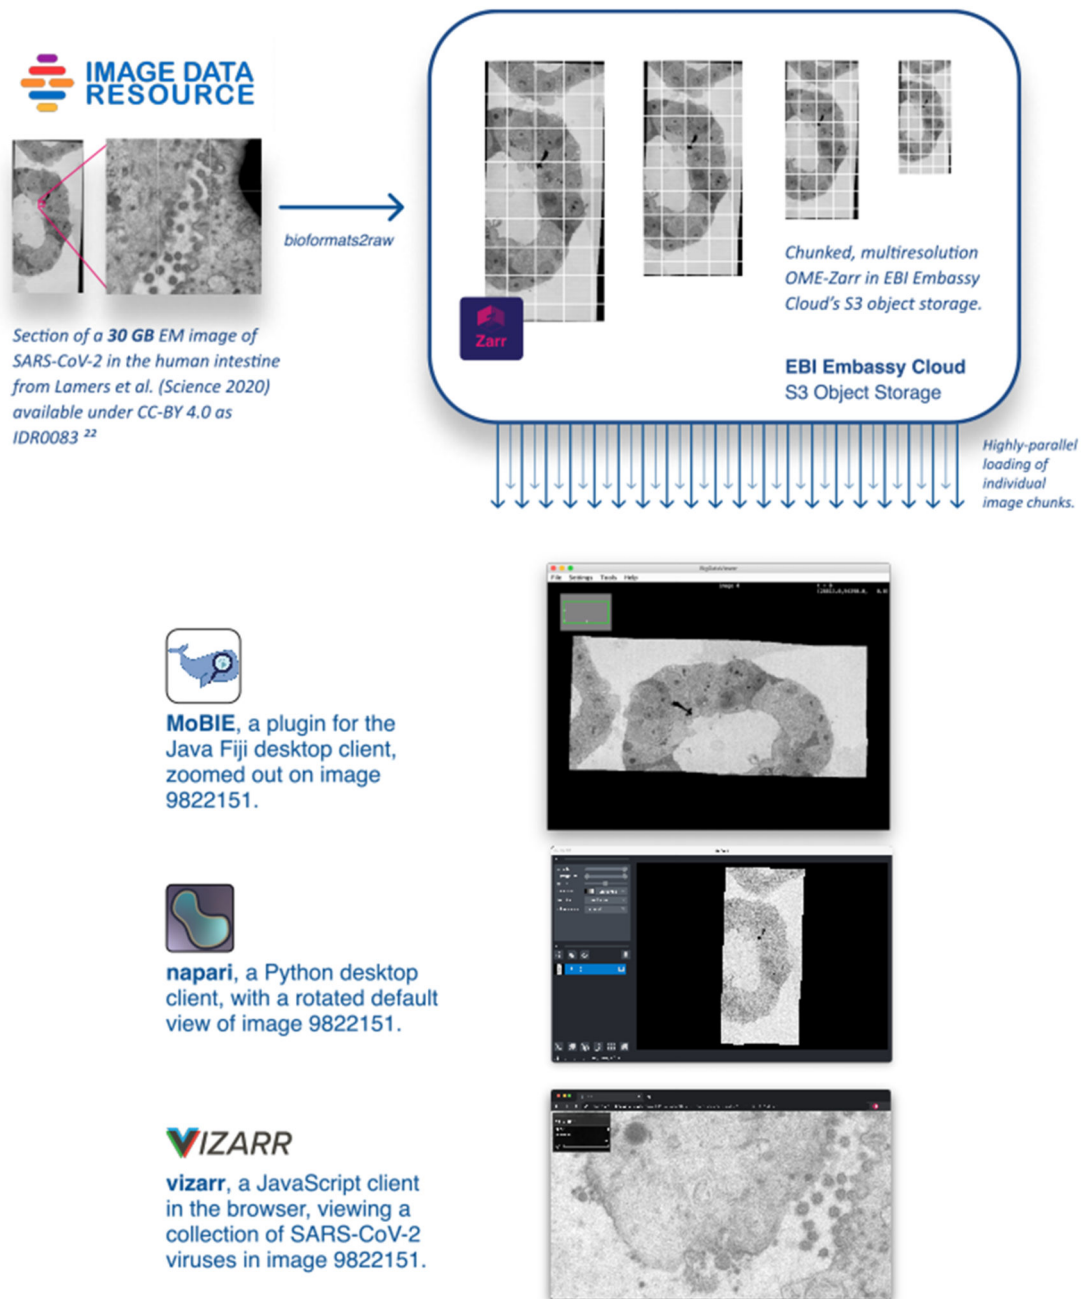 IMAGE DATA
RESOURCE
bioformats2raw
Section of a 30 GB EM image of
SARS-CoV-2 in the human intestine
from Lamers et al. (Science 2020)
available under CC-BY 4.0 as
IDR0083 ²²
Zarr
Chunked, multiresolution
OME-Zarr in EBI Embassy
Cloud's S3 object storage.
EBI Embassy Cloud
S3 Object Storage
Highly-parallel
loading of
individual
image chunks.
BigDataViewer
File Settings Tools Help
MoBIE, a plugin for the
Java Fiji desktop client,
zoomed out on image
9822151.
napari, a Python desktop
client, with a rotated default
view of image 9822151.
VIZARR
vizarr, a JavaScript client
in the browser, viewing a
collection of SARS-CoV-2
viruses in image 9822151.